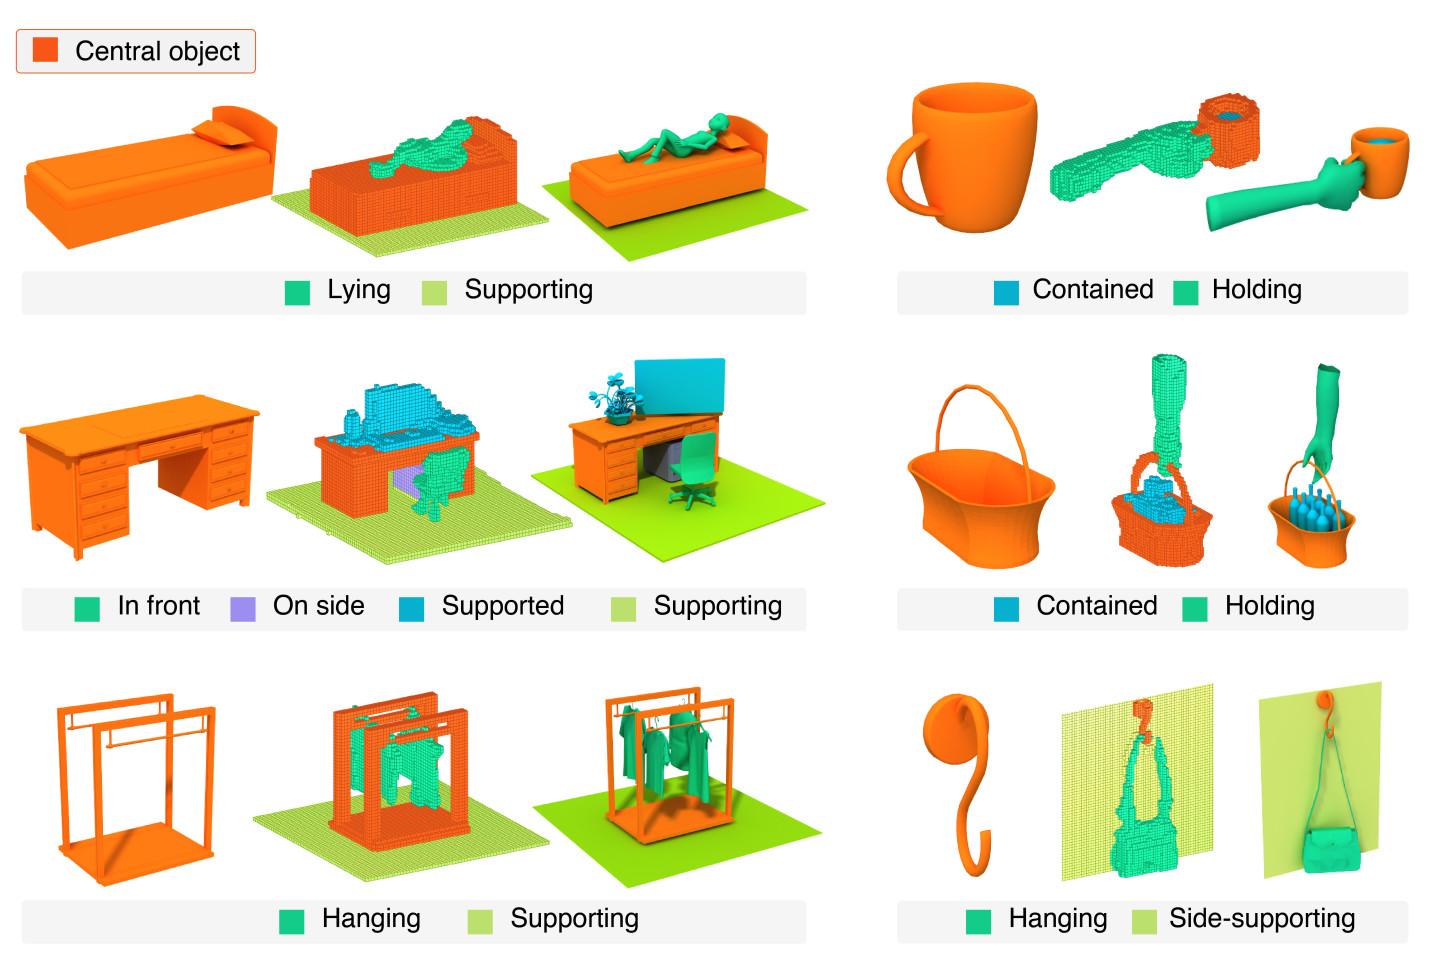 Central object
Lying Supporting
Contained Holding
In front On side Supported Supporting
Contained Holding
Hanging Supporting
Hanging Side-supporting